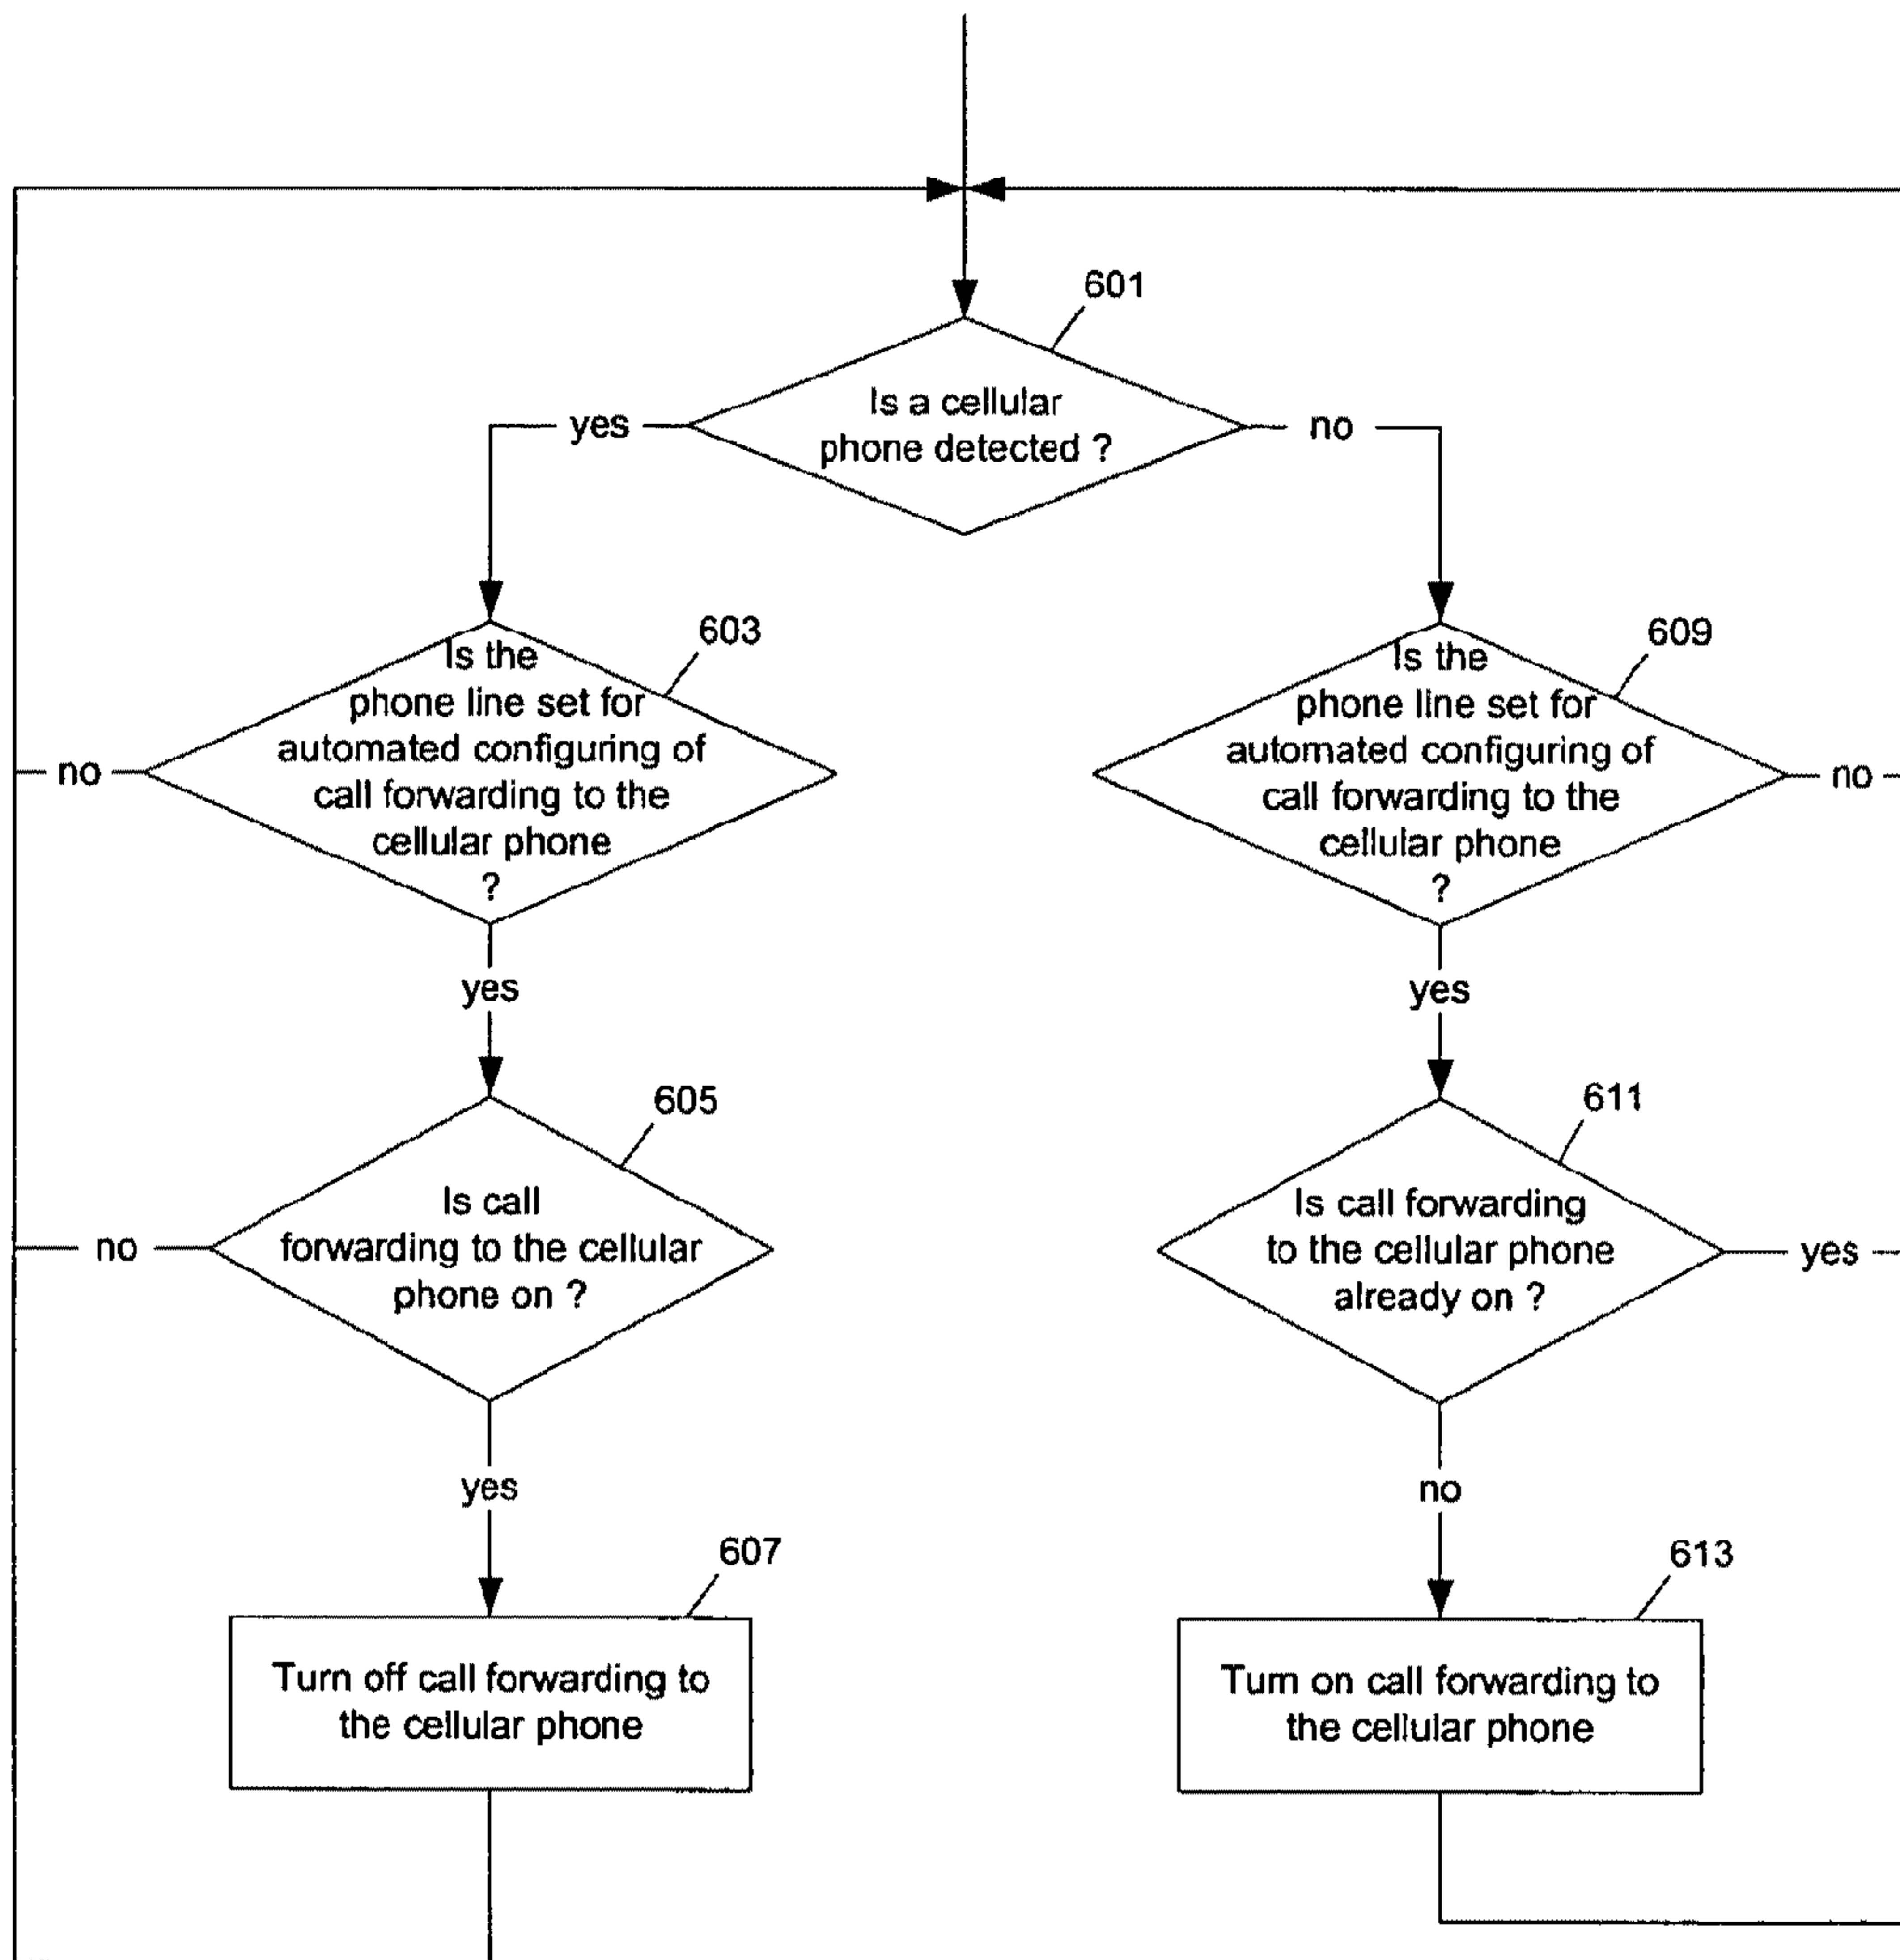 601
Is a cellular
phone detected ?
yes
no
603
Is the
phone line set for
automated configuring of
call forwarding to the
cellular phone
?
no
yes
609
Is the
phone line set for
automated configuring of
call forwarding to the
cellular phone
?
no
yes
605
Is call
forwarding to the cellular
phone on ?
no
yes
611
Is call forwarding
to the cellular phone
already on ?
yes
no
607
Turn off call forwarding to
the cellular phone
613
Turn on call forwarding to
the cellular phone